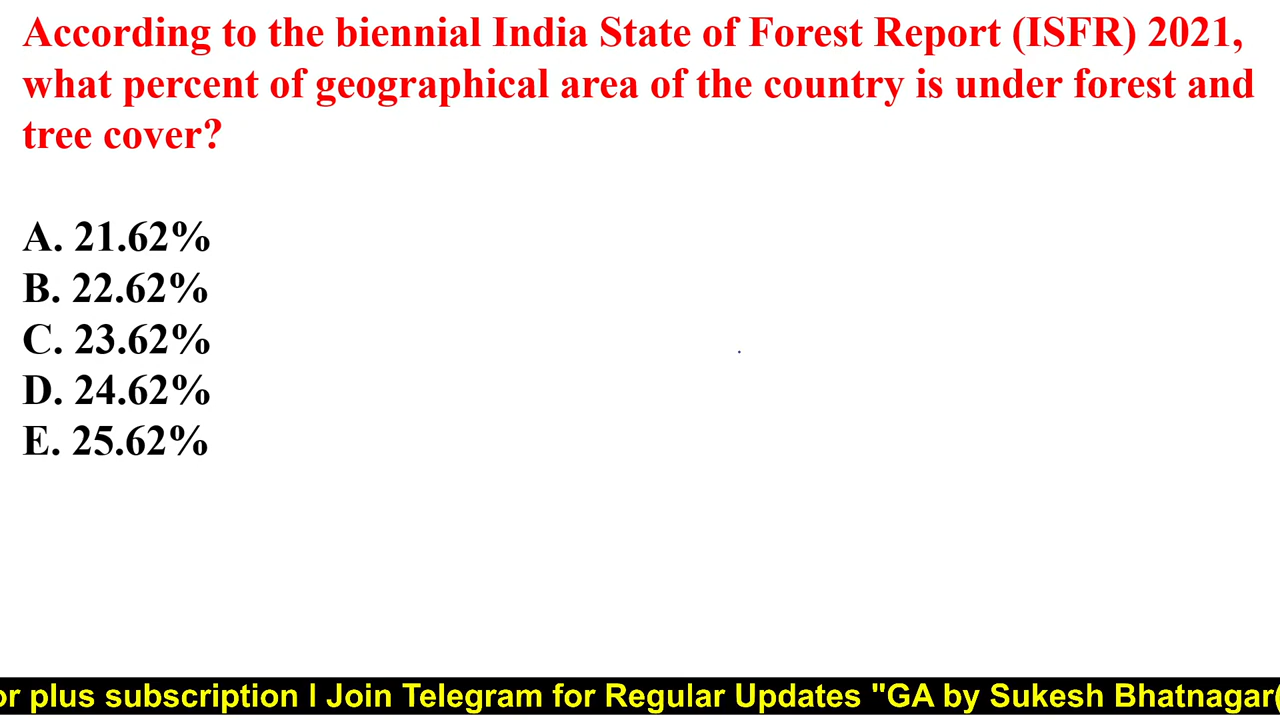 According to the biennial India State of Forest Report (ISFR) 2021,
what percent of geographical area of the country is under forest and
tree cover?
A. 21.62%
B. 22.62%
C. 23.62%
D. 24.62%
E. 25.62%
or plus subscription I Join Telegram for Regular Updates "GA by Sukesh Bhatnagar(